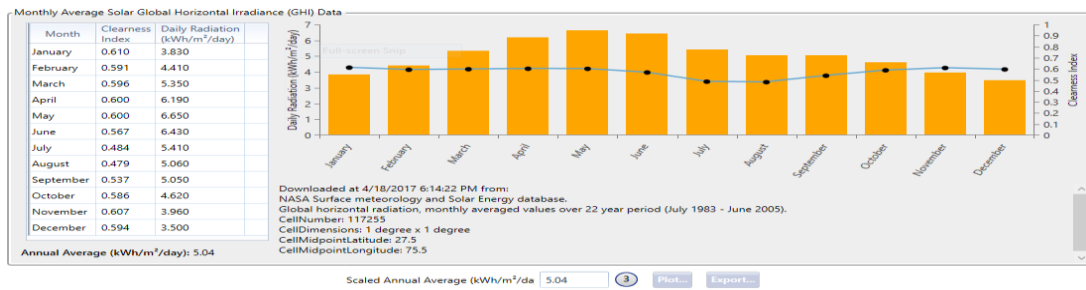 Monthly Average Solar Global Horizontal Irradiance (GHI) Data
Month Clearness Index Daily Radiation (kWh/m²/day)
January 0.610 3.830
February 0.591 4.410
March 0.596 5.350
April 0.600 6.190
May 0.600 6.650
June 0.567 6.430
July 0.484 5.410
August 0.479 5.060
September 0.537 5.050
October 0.586 4.620
November 0.607 3.960
December 0.594 3.500
Annual Average (kWh/m²/day): 5.04
Daily Radiation (kWh/m²/day)
7
6
5
4
3
2
1
0
Full-screen Snip
1
0.9
0.8
0.7
0.6
0.5
0.4
0.3
0.2
0.1
0
Clearness Index
January February March April May June July August September October November December
Downloaded at 4/18/2017 6:14:22 PM from:
NASA Surface meteorology and Solar Energy database.
Global horizontal radiation, monthly averaged values over 22 year period (July 1983 - June 2005).
CellNumber: 117255
CellDimensions: 1 degree x 1 degree
CellMidpointLatitude: 27.5
CellMidpointLongitude: 75.5
Scaled Annual Average (kWh/m²/da 5.04 3 Plot... Export...